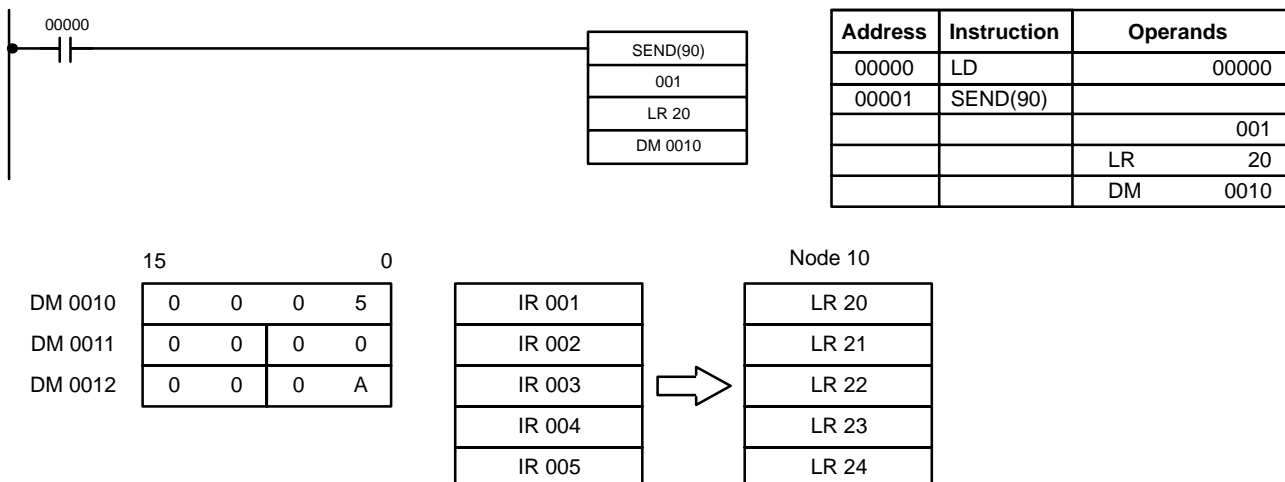 00000
SEND(90)
001
LR 20
DM 0010
Address Instruction Operands
00000 LD 00000
00001 SEND(90)
001
LR 20
DM 0010
15 0
DM 0010 0 0 0 5
DM 0011 0 0 0 0
DM 0012 0 0 0 A
IR 001
IR 002
IR 003
IR 004
IR 005
Node 10
LR 20
LR 21
LR 22
LR 23
LR 24